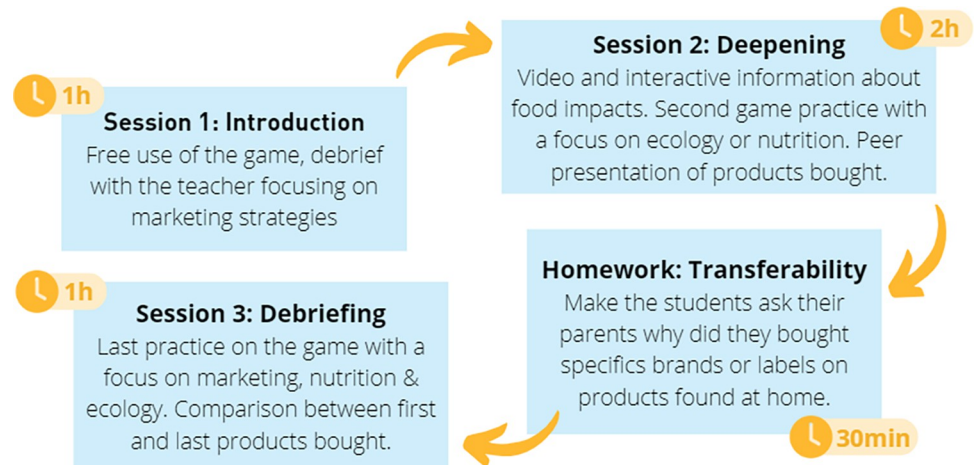 1h
Session 1: Introduction
Free use of the game, debrief
with the teacher focusing on
marketing strategies
2h
Session 2: Deepening
Video and interactive information about
food impacts. Second game practice with
a focus on ecology or nutrition. Peer
presentation of products bought.
Homework: Transferability
Make the students ask their
parents why did they bought
specifics brands or labels on
products found at home.
30min
1h
Session 3: Debriefing
Last practice on the game with a
focus on marketing, nutrition &
ecology. Comparison between first
and last products bought.